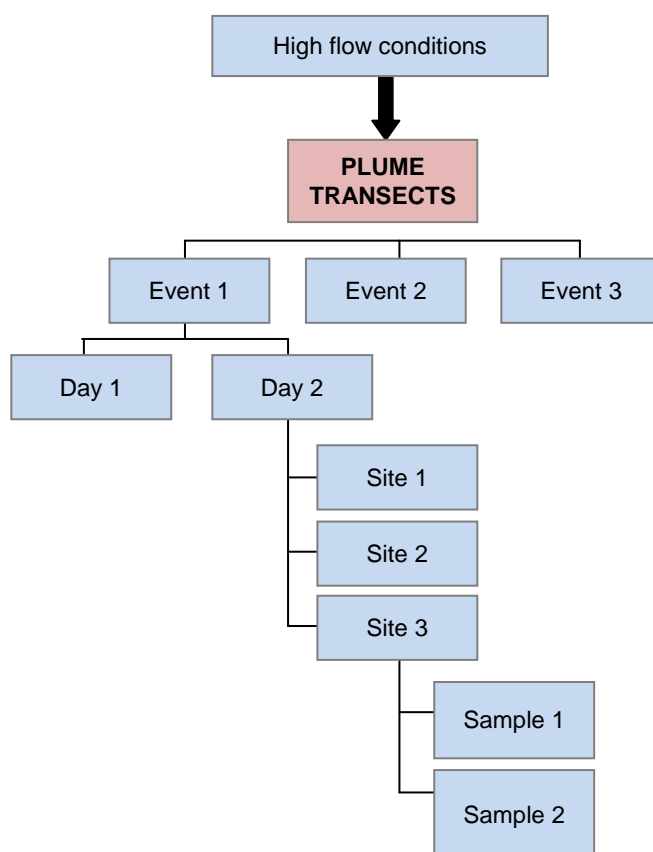 High flow conditions
PLUME
TRANSECTS
Event 1
Event 2
Event 3
Day 1
Day 2
Site 1
Site 2
Site 3
Sample 1
Sample 2